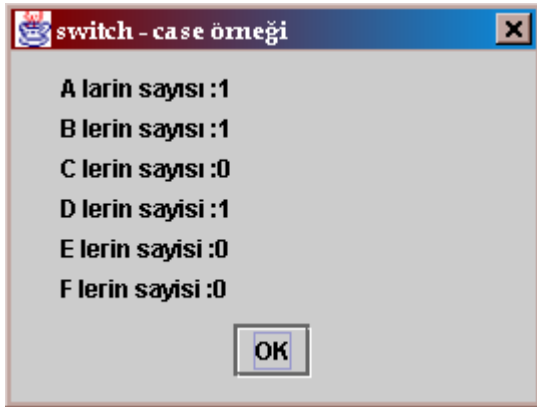 switch - case örneği
A larin sayısı :1
B lerin sayısı :1
C lerin sayısı :0
D lerin sayisi :1
E lerin sayisi :0
F lerin sayisi :0
OK